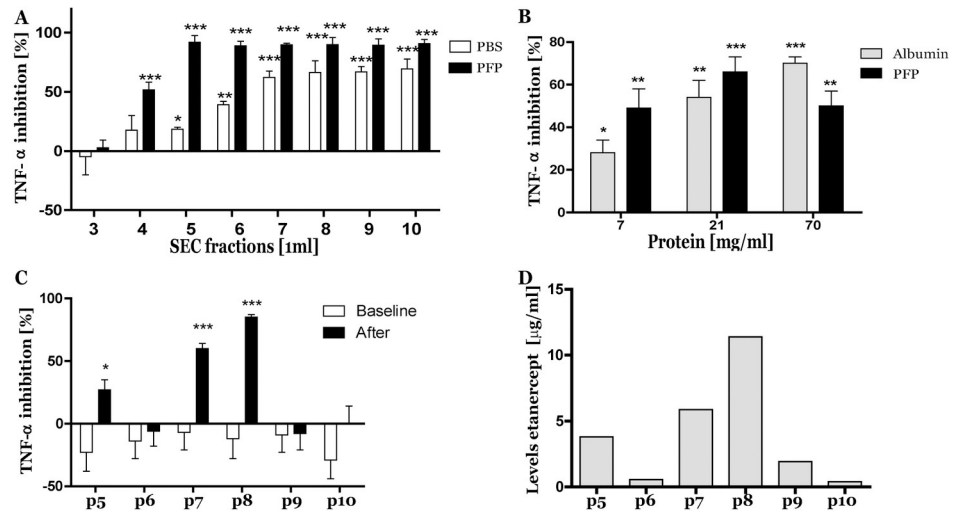 A
TNF- α inhibition [%]
100
50
0
-50
*** *** *** *** *** *** ***
* ** *** *** *** ***
PBS
PFP
3 4 5 6 7 8 9 10
SEC fractions [1ml]
B
TNF- α inhibition [%]
80
60
40
20
0
* ** ** *** *** **
Albumin
PFP
7 21 70
Protein [mg/ml]
C
TNF-α inhibition [%]
100
50
0
-50
* *** ***
Baseline
After
p5 p6 p7 p8 p9 p10
D
Levels etanercept [µg/ml]
15
10
5
0
p5 p6 p7 p8 p9 p10